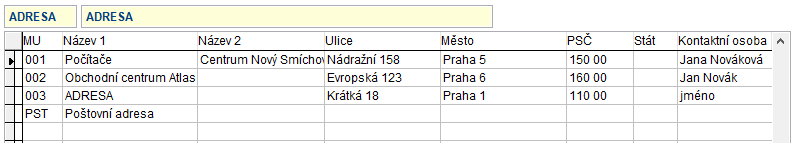 ADRESA ADRESA
MU Název 1 Název 2 Ulice Město PSČ Stát Kontaktní osoba
001 Počítače Centrum Nový Smíchov Nádražní 158 Praha 5 150 00 Jana Nováková
002 Obchodní centrum Atlas Evropská 123 Praha 6 160 00 Jan Novák
003 ADRESA Krátká 18 Praha 1 110 00 jméno
PST Poštovní adresa